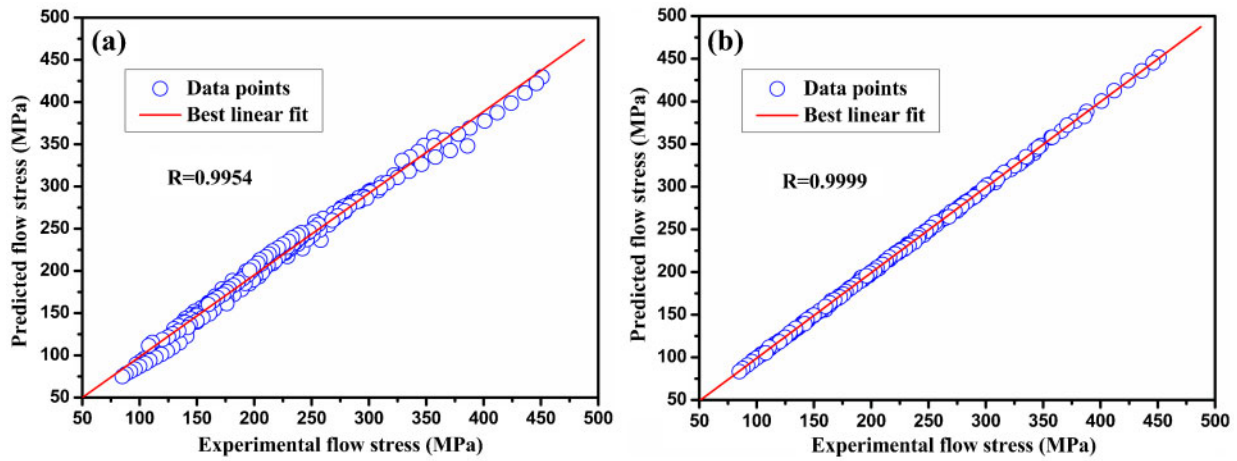 (a)
Data points
Best linear fit
R=0.9954
500
450
400
350
300
250
200
150
100
50
50 100 150 200 250 300 350 400 450 500
Predicted flow stress (MPa)
Experimental flow stress (MPa)
(b)
Data points
Best linear fit
R=0.9999
500
450
400
350
300
250
200
150
100
50
50 100 150 200 250 300 350 400 450 500
Predicted flow stress (MPa)
Experimental flow stress (MPa)